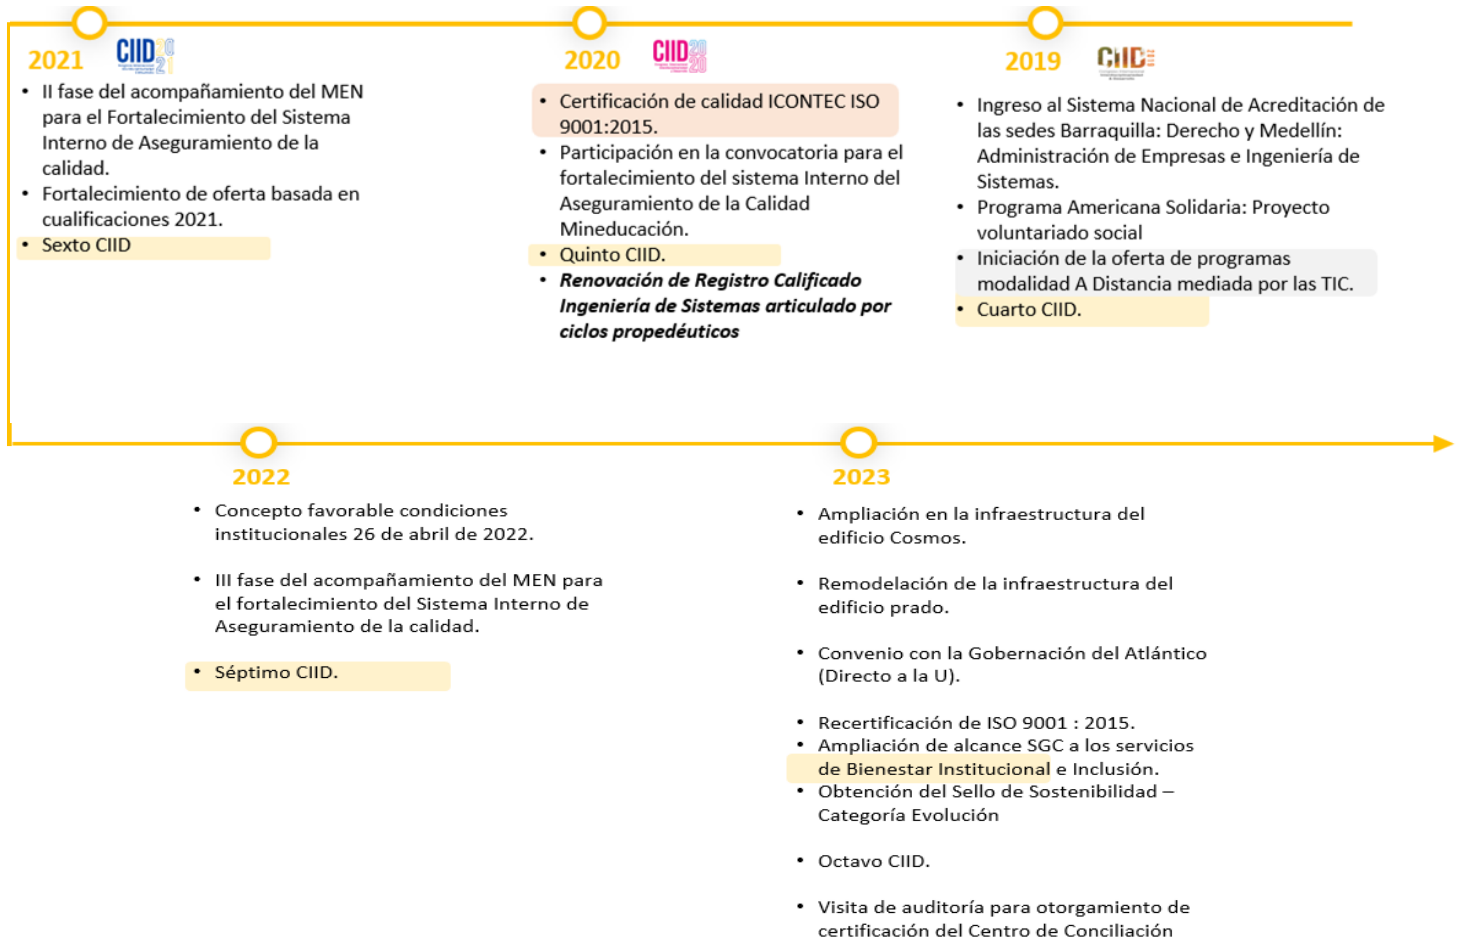 2021
CIID 2021
• II fase del acompañamiento del MEN
para el Fortalecimiento del Sistema
Interno de Aseguramiento de la
calidad.
• Fortalecimiento de oferta basada en
cualificaciones 2021.
• Sexto CIID
2020
CIID 2020
• Certificación de calidad ICONTEC ISO
9001:2015.
• Participación en la convocatoria para el
fortalecimiento del sistema Interno del
Aseguramiento de la Calidad
Mineducación.
• Quinto CIID.
• Renovación de Registro Calificado
Ingeniería de Sistemas articulado por
ciclos propedéuticos
2019
CIID
• Ingreso al Sistema Nacional de Acreditación de
las sedes Barraquilla: Derecho y Medellín:
Administración de Empresas e Ingeniería de
Sistemas.
• Programa Americana Solidaria: Proyecto
voluntariado social
• Iniciación de la oferta de programas
modalidad A Distancia mediada por las TIC.
• Cuarto CIID.
2022
• Concepto favorable condiciones
institucionales 26 de abril de 2022.
• III fase del acompañamiento del MEN para
el fortalecimiento del Sistema Interno de
Aseguramiento de la calidad.
• Séptimo CIID.
2023
• Ampliación en la infraestructura del
edificio Cosmos.
• Remodelación de la infraestructura del
edificio prado.
• Convenio con la Gobernación del Atlántico
(Directo a la U).
• Recertificación de ISO 9001 : 2015.
• Ampliación de alcance SGC a los servicios
de Bienestar Institucional e Inclusión.
• Obtención del Sello de Sostenibilidad –
Categoría Evolución
• Octavo CIID.
• Visita de auditoría para otorgamiento de
certificación del Centro de Conciliación